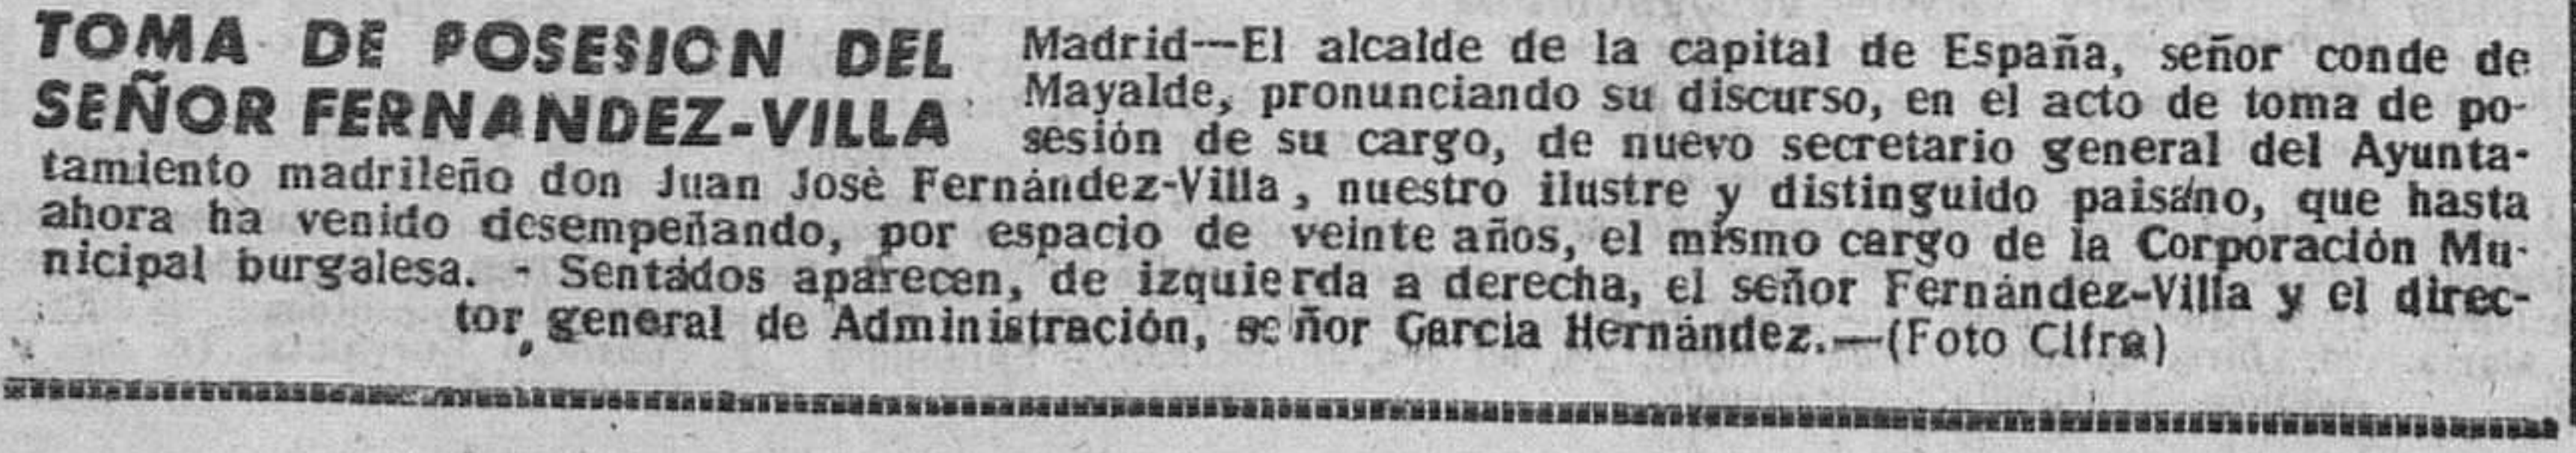 TOMA DE POSESION DEL
SEÑOR FERNANDEZ-VILLA
Madrid---El alcalde de la capital de España, señor conde de
Mayalde, pronunciando su discurso, en el acto de toma de po-
sesión de su cargo, de nuevo secretario general del Ayunta-
tamiento madrileño don Juan Josè Fernández-Villa, nuestro ilustre y distinguido paisano, que hasta
ahora ha venido desempeñando, por espacio de veinte años, el mismo cargo de la Corporación Mu-
nicipal burgalesa. - Sentados aparecen, de izquierda a derecha, el señor Fernández-Villa y el direc-
tor general de Administración, señor García Hernández.—(Foto Cifra)